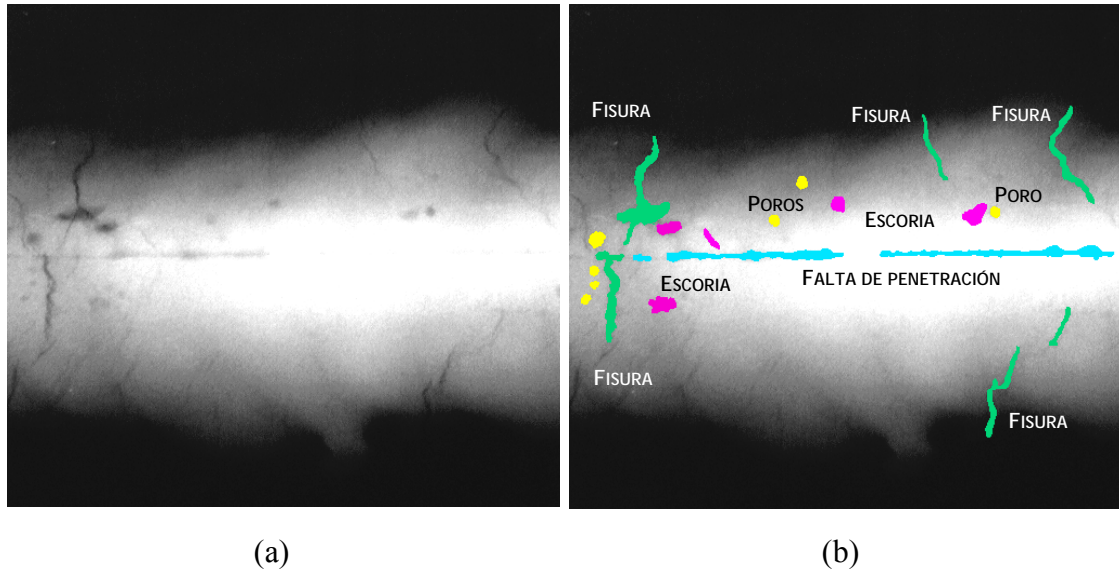 FISURA
FISURA
FISURA
POROS
PORO
ESCORIA
FALTA DE PENETRACIÓN
ESCORIA
FISURA
FISURA
(a)
(b)